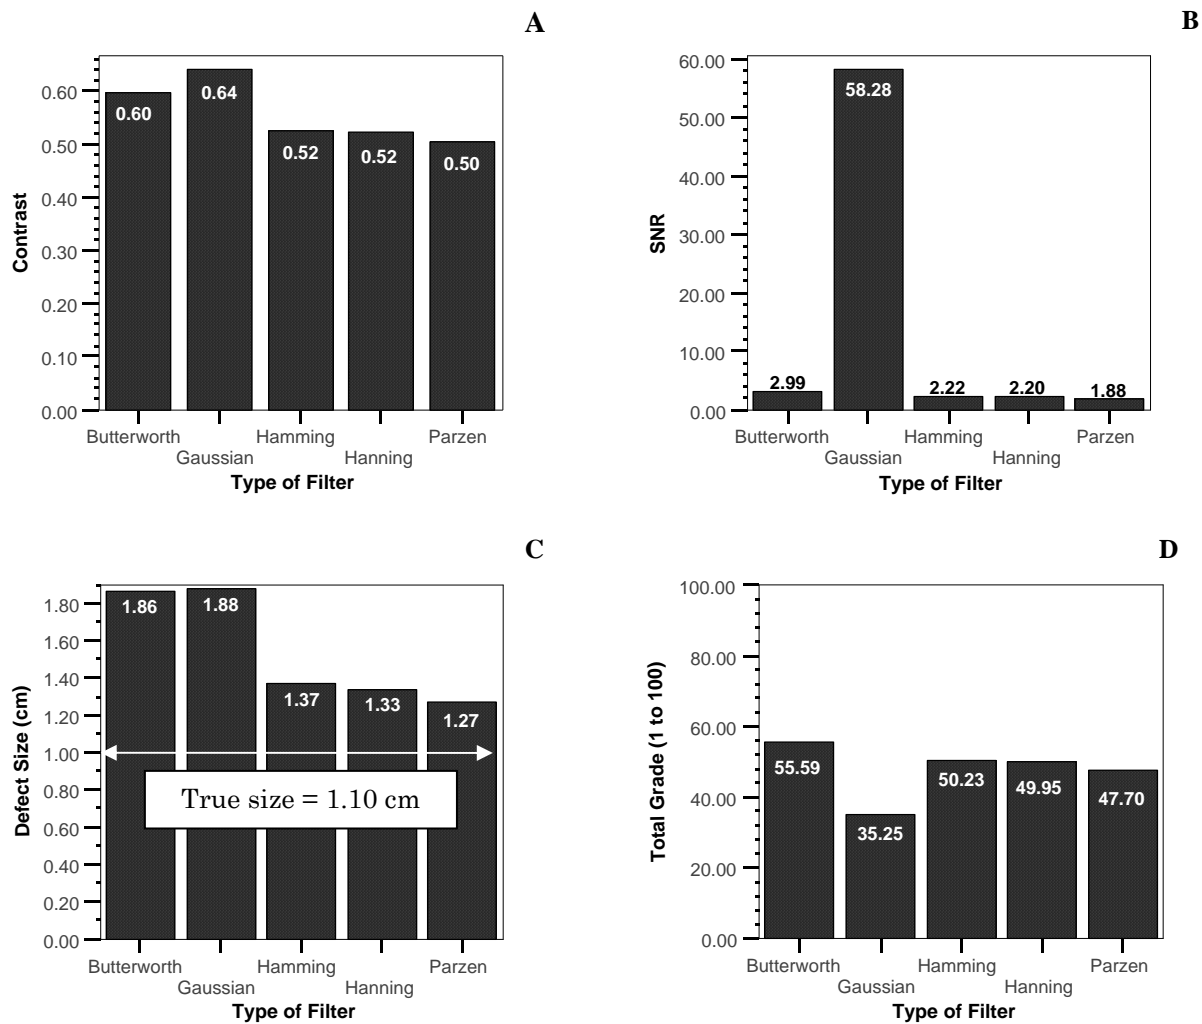 A
Contrast
0.60
0.50
0.40
0.30
0.20
0.10
0.00
0.60
0.64
0.52
0.52
0.50
Butterworth
Gaussian
Hamming
Hanning
Parzen
Type of Filter
B
SNR
60.00
50.00
40.00
30.00
20.00
10.00
0.00
2.99
58.28
2.22
2.20
1.88
Butterworth
Gaussian
Hamming
Hanning
Parzen
Type of Filter
C
Defect Size (cm)
1.80
1.60
1.40
1.20
1.00
0.80
0.60
0.40
0.20
0.00
1.86
1.88
1.37
1.33
1.27
True size = 1.10 cm
Butterworth
Gaussian
Hamming
Hanning
Parzen
Type of Filter
D
Total Grade (1 to 100)
100.00
80.00
60.00
40.00
20.00
0.00
55.59
35.25
50.23
49.95
47.70
Butterworth
Gaussian
Hamming
Hanning
Parzen
Type of Filter